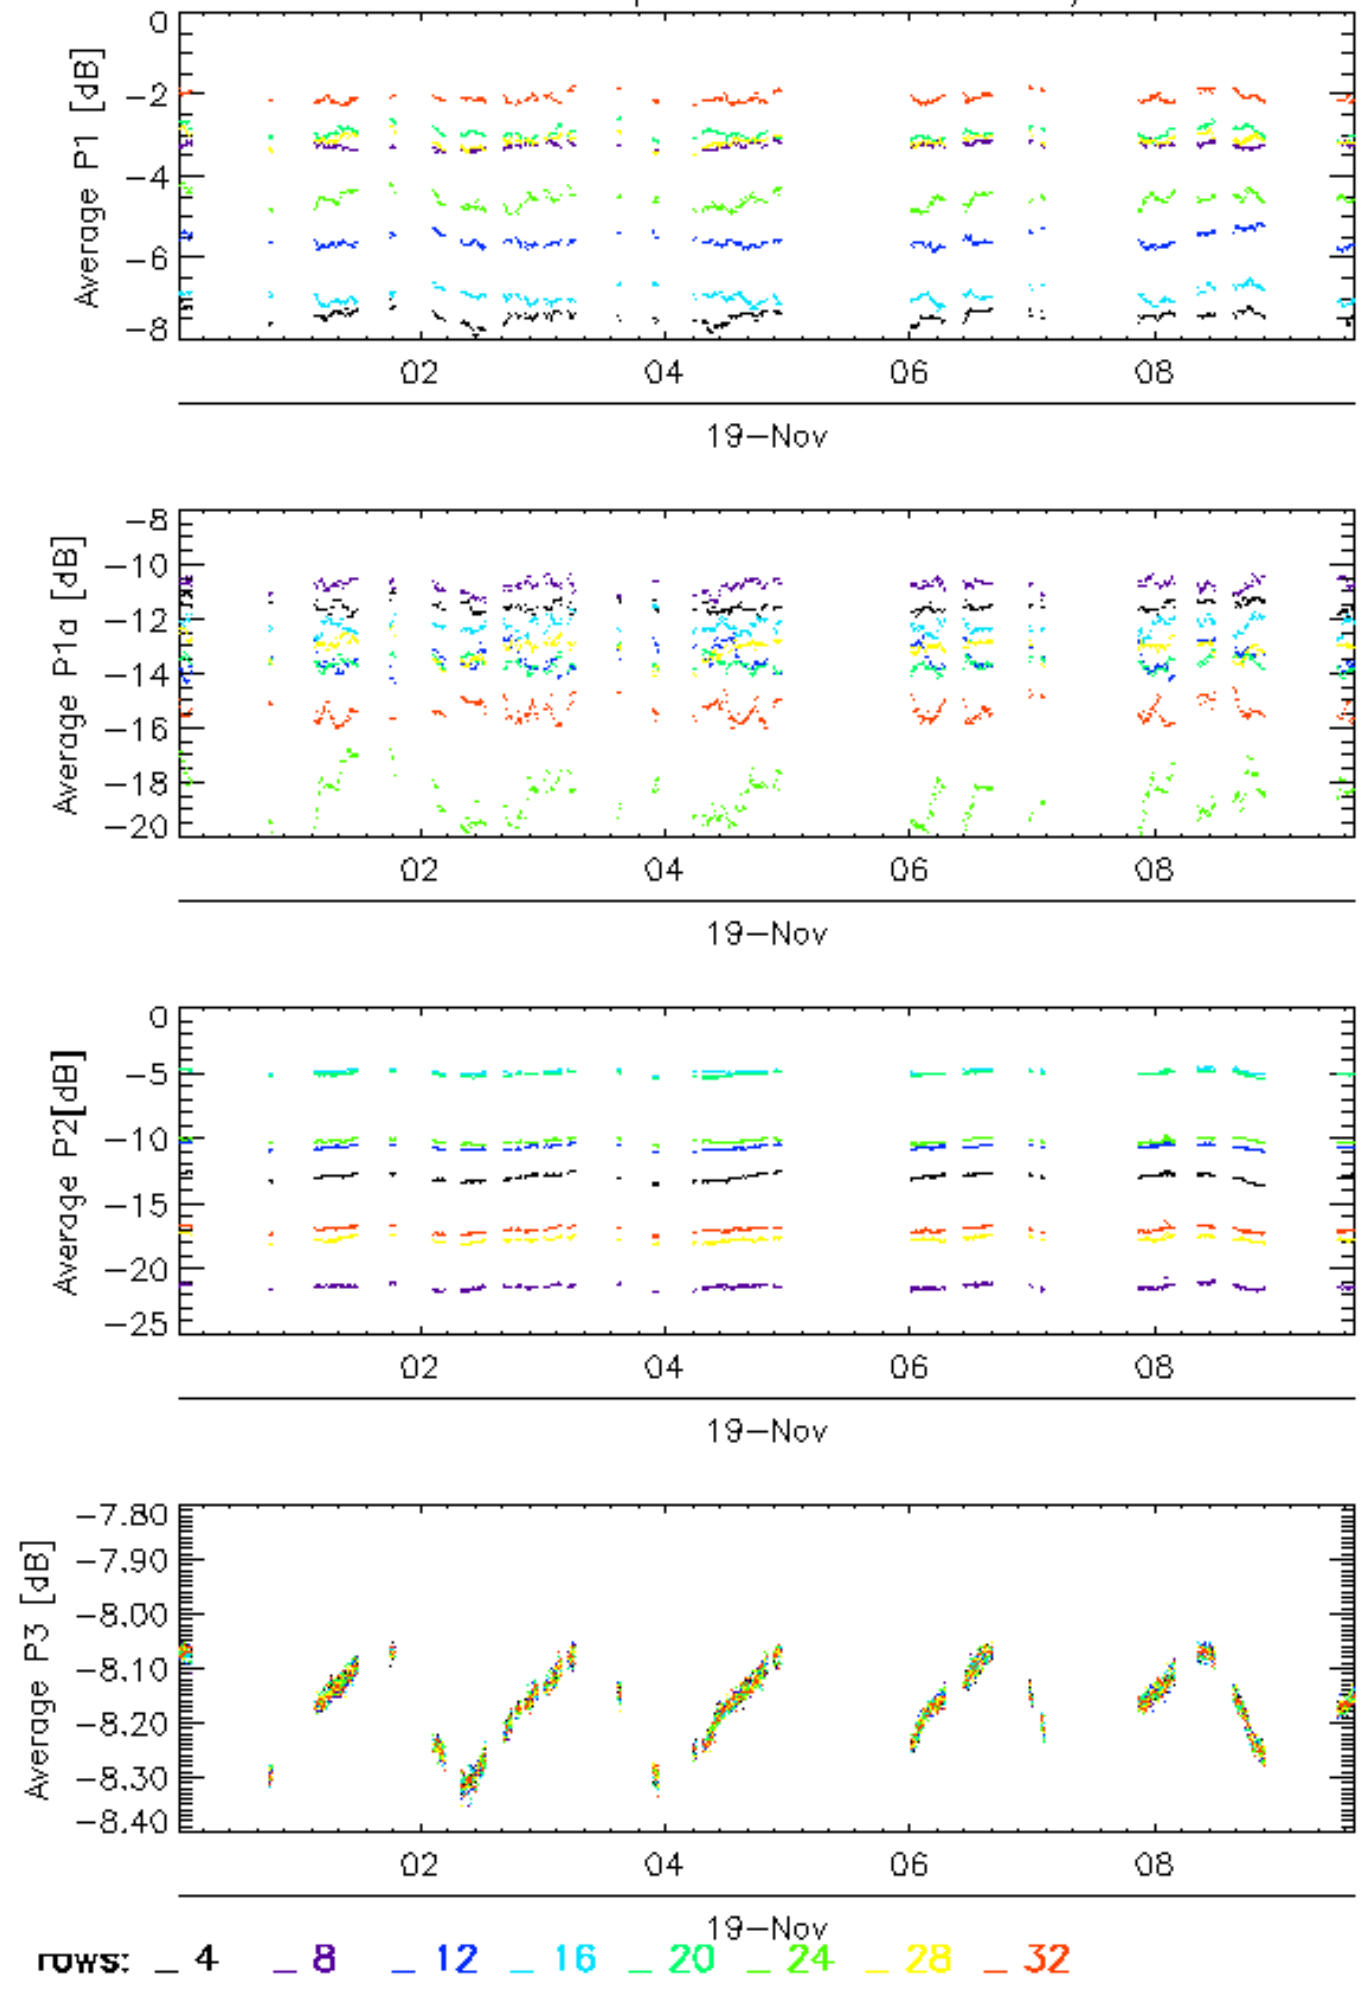 0
−2
−4
−6
−8
Average P1 [dB]
02 04 06 08
19−Nov
−8
−10
−12
−14
−16
−18
−20
Average P1a [dB]
02 04 06 08
19−Nov
0
−5
−10
−15
−20
−25
Average P2[dB]
02 04 06 08
19−Nov
−7.80
−7.90
−8.00
−8.10
−8.20
−8.30
−8.40
Average P3 [dB]
02 04 06 08
19−Nov
rows: _ 4 _ 8 _ 12 _ 16 _ 20 _ 24 _ 28 _ 32